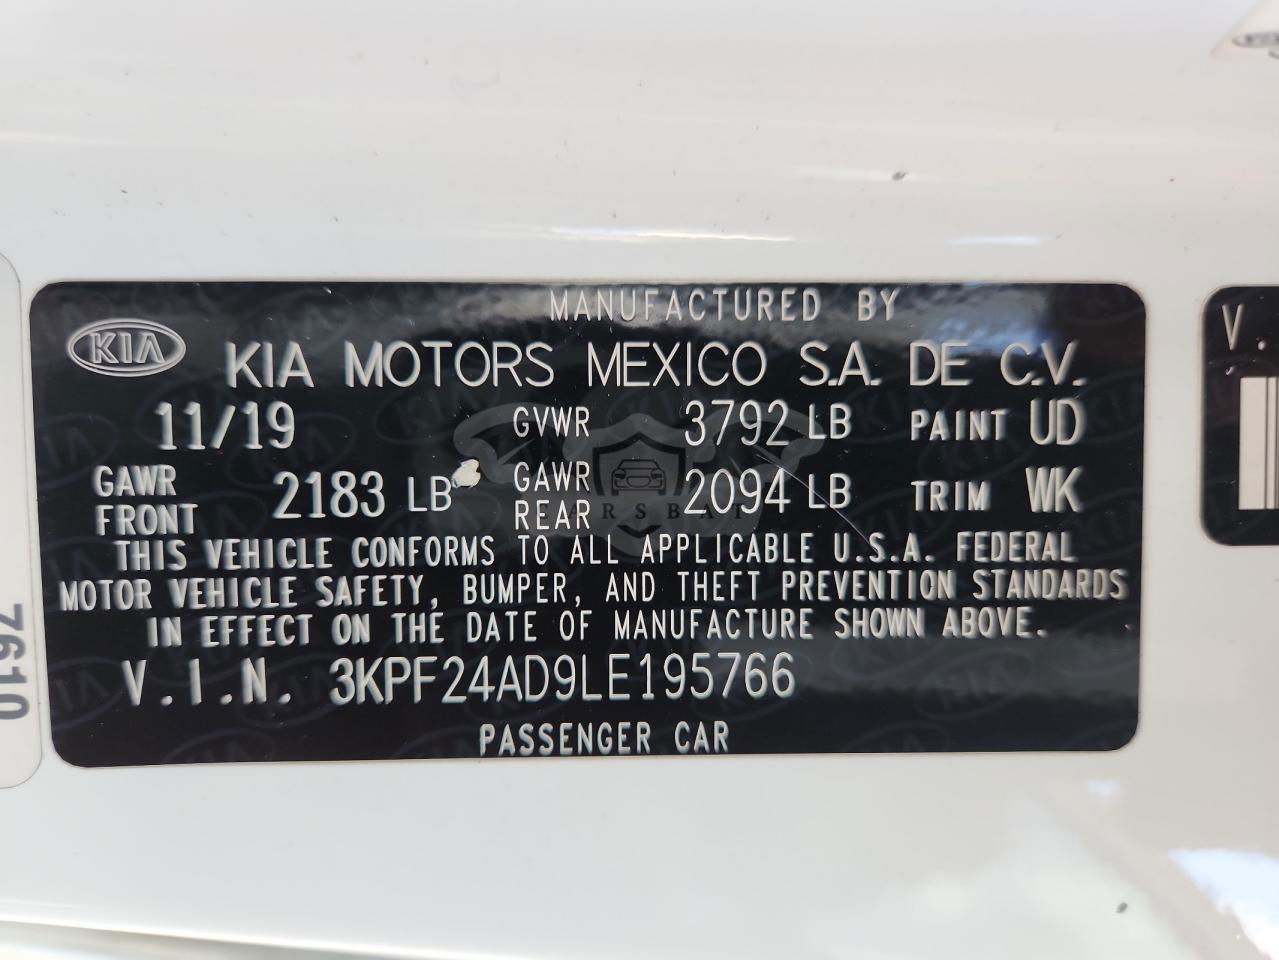 MANUFACTURED BY
KIA KIA MOTORS MEXICO S.A. DE C.V.
11/19 GVWR 3792 LB PAINT UD
GAWR FRONT 2183 LB GAWR REAR 2094 LB TRIM WK
CARSBAT
THIS VEHICLE CONFORMS TO ALL APPLICABLE U.S.A. FEDERAL
MOTOR VEHICLE SAFETY, BUMPER, AND THEFT PREVENTION STANDARDS
IN EFFECT ON THE DATE OF MANUFACTURE SHOWN ABOVE.
V.I.N. 3KPF24AD9LE195766
PASSENGER CAR
7610
V.